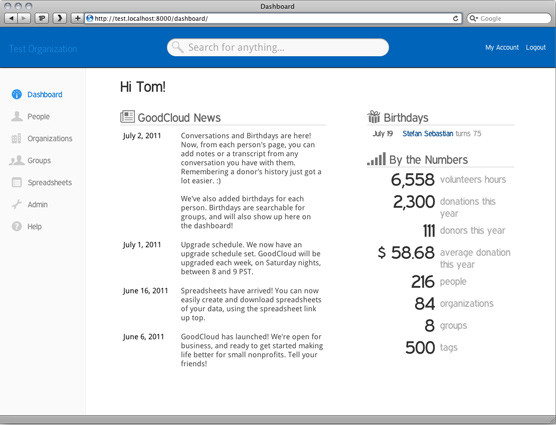 Dashboard
http://test.localhost:8000/dashboard/
Google
Test Organization
Search for anything...
My Account Logout
Dashboard
People
Organizations
Groups
Spreadsheets
Admin
Help
Hi Tom!
GoodCloud News
July 2, 2011
Conversations and Birthdays are here!
Now, from each person's page, you can
add notes or a transcript from any
conversation you have with them.
Remembering a donor's history just got a
lot easier. :)
We've also added birthdays for each
person. Birthdays are searchable for
groups, and will also show up here on
the dashboard!
July 1, 2011
Upgrade schedule. We now have an
upgrade schedule set. GoodCloud will be
upgraded each week, on Saturday nights,
between 8 and 9 PST.
June 16, 2011
Spreadsheets have arrived! You can now
easily create and download spreadsheets
of your data, using the spreadsheet link
up top.
June 6, 2011
GoodCloud has launched! We're open for
business, and ready to get started making
life better for small nonprofits. Tell your
friends!
Birthdays
July 19 Stefan Sebastian turns 75
By the Numbers
6,558 volunteers hours
2,300 donations this
year
111 donors this year
$ 58.68 average donation
this year
216 people
84 organizations
8 groups
500 tags